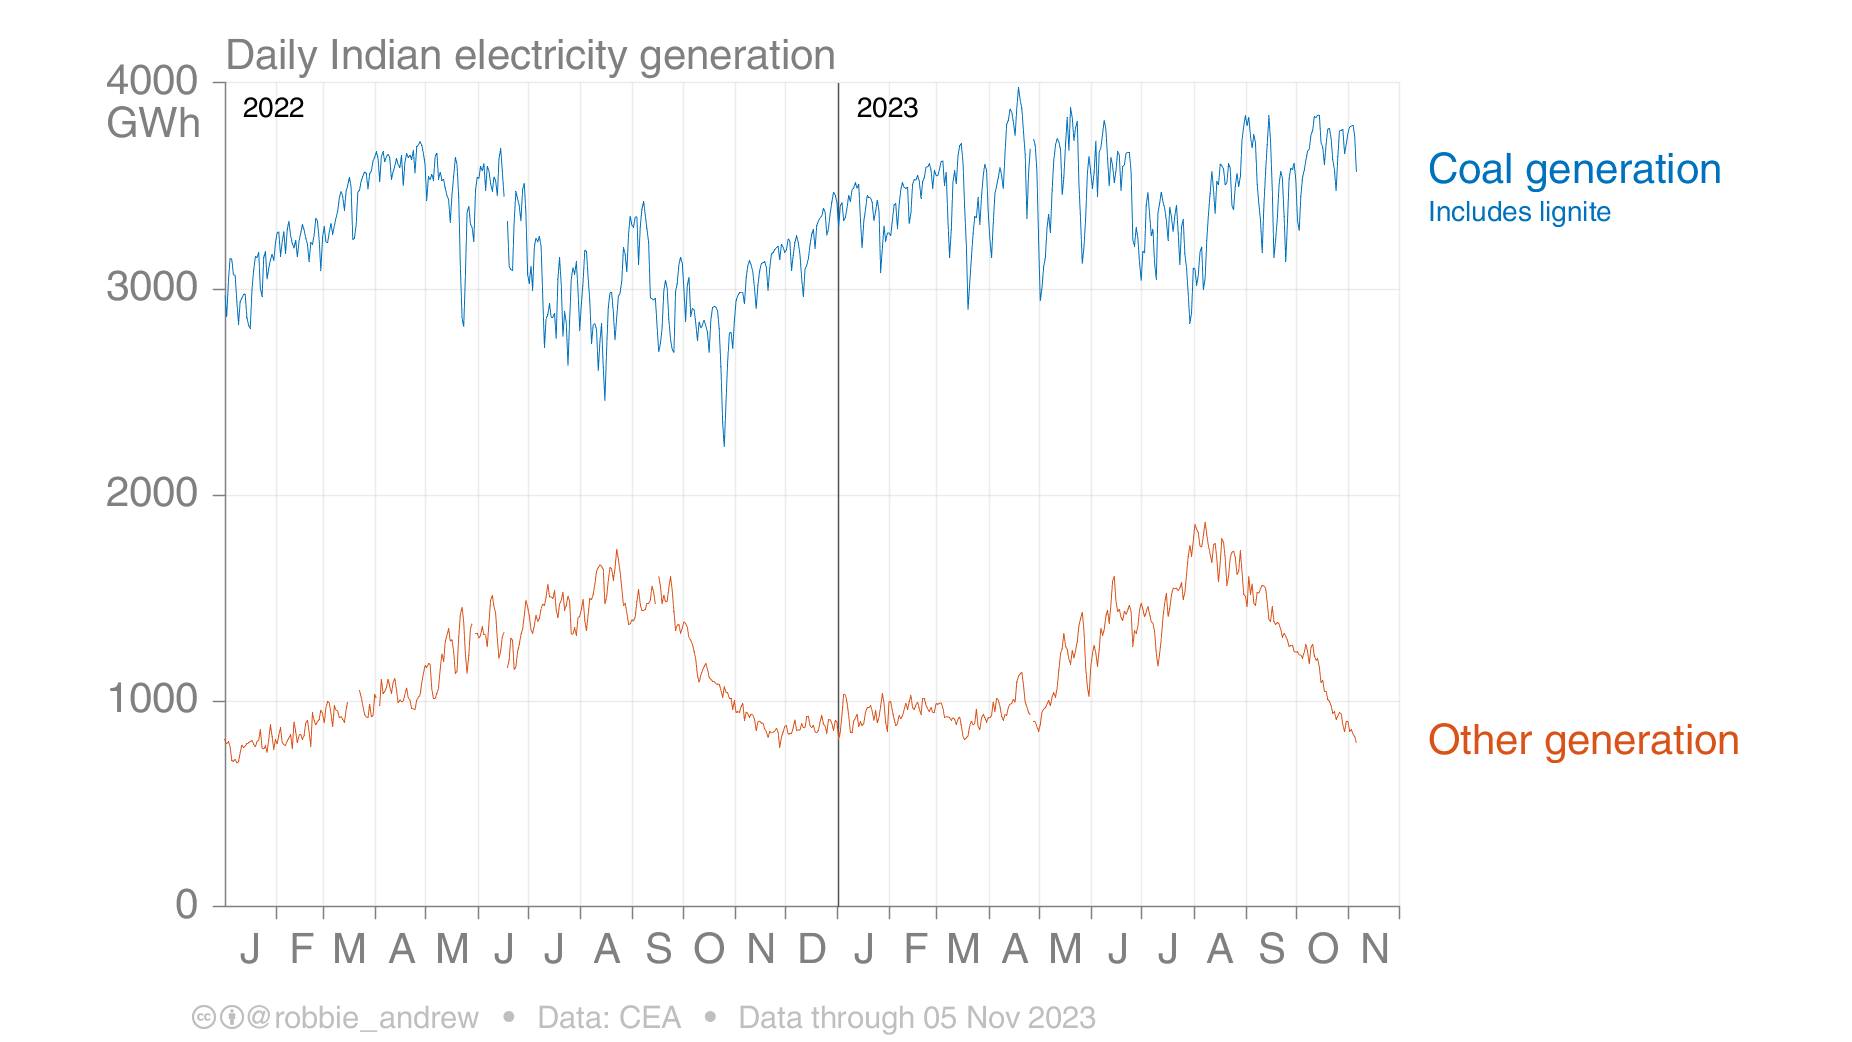 Daily Indian electricity generation
4000
GWh
2022
2023
3000
2000
1000
0
Coal generation
Includes lignite
Other generation
J F M A M J J A S O N D J F M A M J J A S O N
@robbie_andrew • Data: CEA • Data through 05 Nov 2023